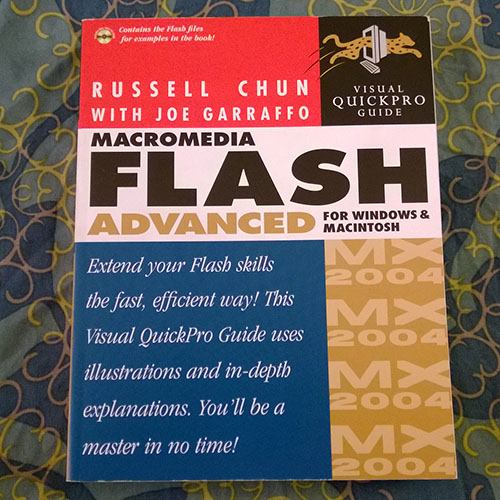 Contains the Flash files
for examples in the book!
RUSSELL CHUN
WITH JOE GARRAFFO
VISUAL
QUICKPRO
GUIDE
MACROMEDIA
FLASH
ADVANCED
FOR WINDOWS &
MACINTOSH
Extend your Flash skills
the fast, efficient way! This
Visual QuickPro Guide uses
illustrations and in-depth
explanations. You'll be a
master in no time!
MX
2004
MX
2004
MX
2004
MX
2004